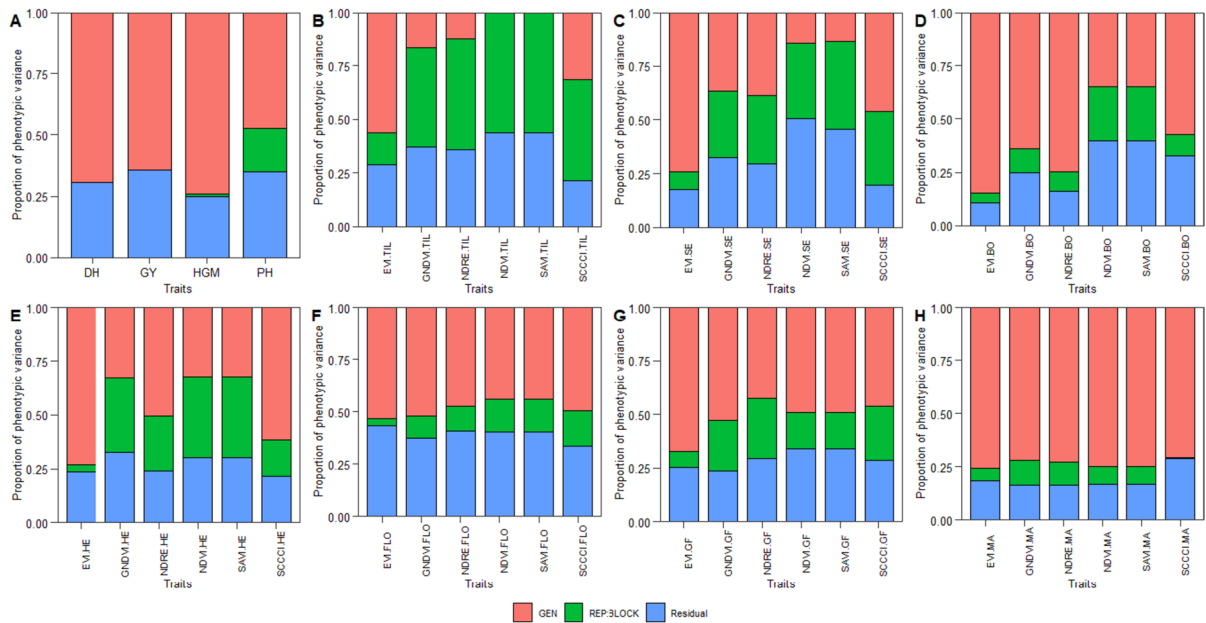 A
Proportion of phenotypic variance
1.00
0.75
0.50
0.25
0.00
DH GY HGM PH
Traits
B
Proportion of phenotypic variance
1.00
0.75
0.50
0.25
0.00
EVI.TIL GNDVI.TIL NDRE.TIL NDVI.TIL SAVI.TIL SCCCI.TIL
Traits
C
Proportion of phenotypic variance
1.00
0.75
0.50
0.25
0.00
EVI.SE GNDVI.SE NDRE.SE NDVI.SE SAVI.SE SCCCI.SE
Traits
D
Proportion of phenotypic variance
1.00
0.75
0.50
0.25
0.00
EVI.BO GNDVI.BO NDRE.BO NDVI.BO SAVI.BO SCCCI.BO
Traits
E
Proportion of phenotypic variance
1.00
0.75
0.50
0.25
0.00
EVI.HE GNDVI.HE NDRE.HE NDVI.HE SAVI.HE SCCCI.HE
Traits
F
Proportion of phenotypic variance
1.00
0.75
0.50
0.25
0.00
EVI.FLO GNDVI.FLO NDRE.FLO NDVI.FLO SAVI.FLO SCCCI.FLO
Traits
G
Proportion of phenotypic variance
1.00
0.75
0.50
0.25
0.00
EVI.GF GNDVI.GF NDRE.GF NDVI.GF SAVI.GF SCCCI.GF
Traits
H
Proportion of phenotypic variance
1.00
0.75
0.50
0.25
0.00
EVI.MA GNDVI.MA NDRE.MA NDVI.MA SAVI.MA SCCCI.MA
Traits
GEN REP:BLOCK Residual